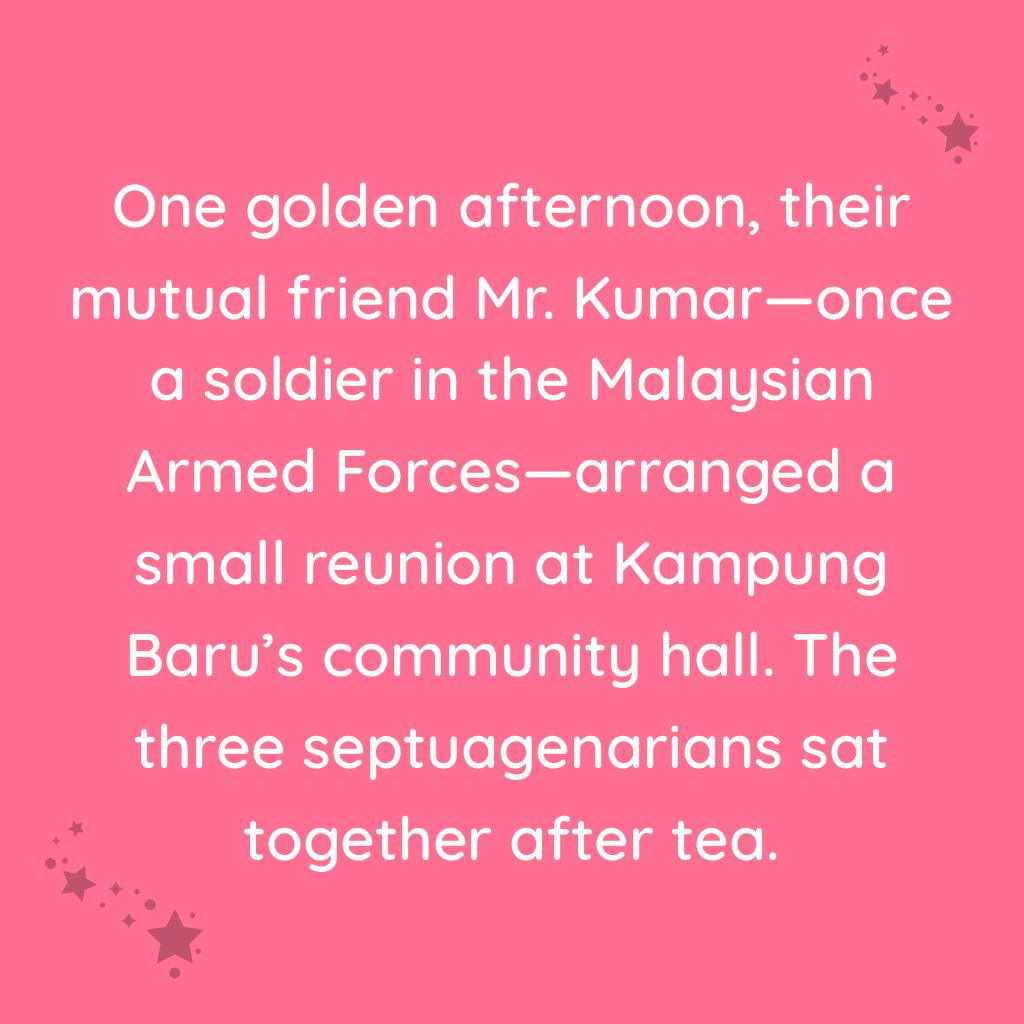 One golden afternoon, their
mutual friend Mr. Kumar—once
a soldier in the Malaysian
Armed Forces—arranged a
small reunion at Kampung
Baru’s community hall. The
three septuagenarians sat
together after tea.